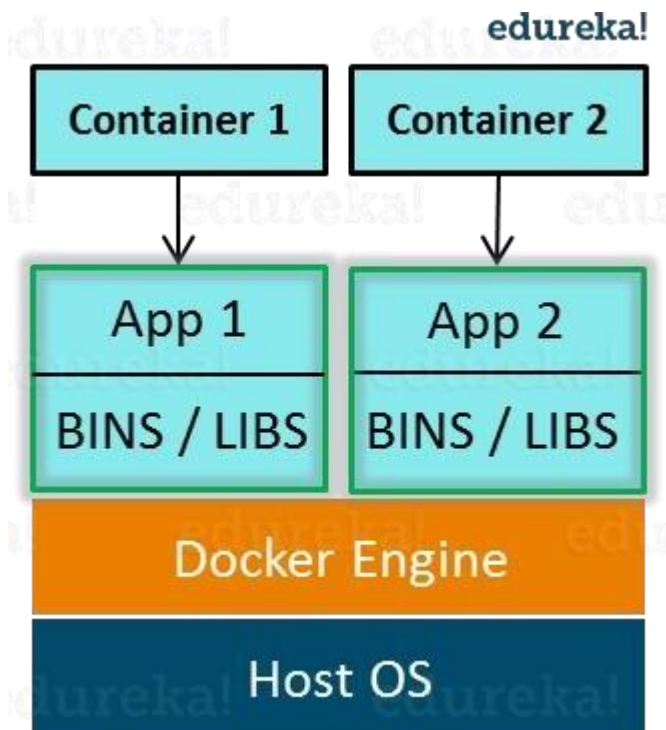 edureka!
Container 1
Container 2
App 1
App 2
BINS / LIBS
BINS / LIBS
Docker Engine
Host OS